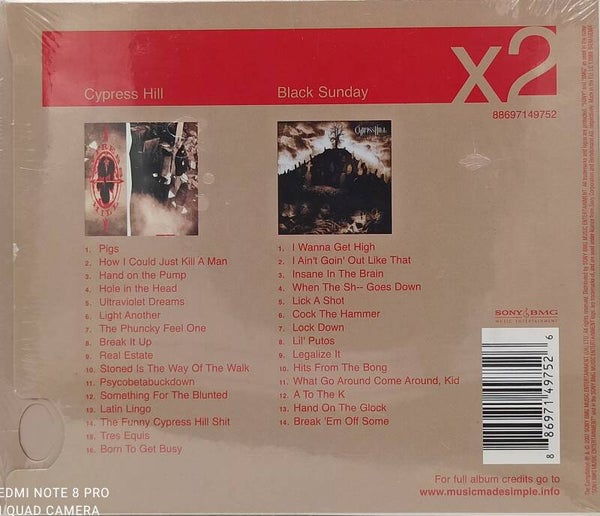 x2
Cypress Hill
Black Sunday
88697149752
CYPRESS HILL
1. Pigs
2. How I Could Just Kill A Man
3. Hand on the Pump
4. Hole in the Head
5. Ultraviolet Dreams
6. Light Another
7. The Phuncky Feel One
8. Break It Up
9. Real Estate
10. Stoned Is The Way Of The Walk
11. Psycobetabuckdown
12. Something For The Blunted
13. Latin Lingo
14. The Funny Cypress Hill Shit
15. Tres Equis
16. Born To Get Busy
1. I Wanna Get High
2. I Ain't Goin' Out Like That
3. Insane In The Brain
4. When The Sh-- Goes Down
5. Lick A Shot
6. Cock The Hammer
7. Lock Down
8. Lil' Putos
9. Legalize It
10. Hits From The Bong
11. What Go Around Come Around, Kid
12. A To The K
13. Hand On The Glock
14. Break 'Em Off Some
SONY BMG
MUSIC ENTERTAINMENT
8 86971 49752 6
For full album credits go to
www.musicmadesimple.info
EDMI NOTE 8 PRO
I QUAD CAMERA